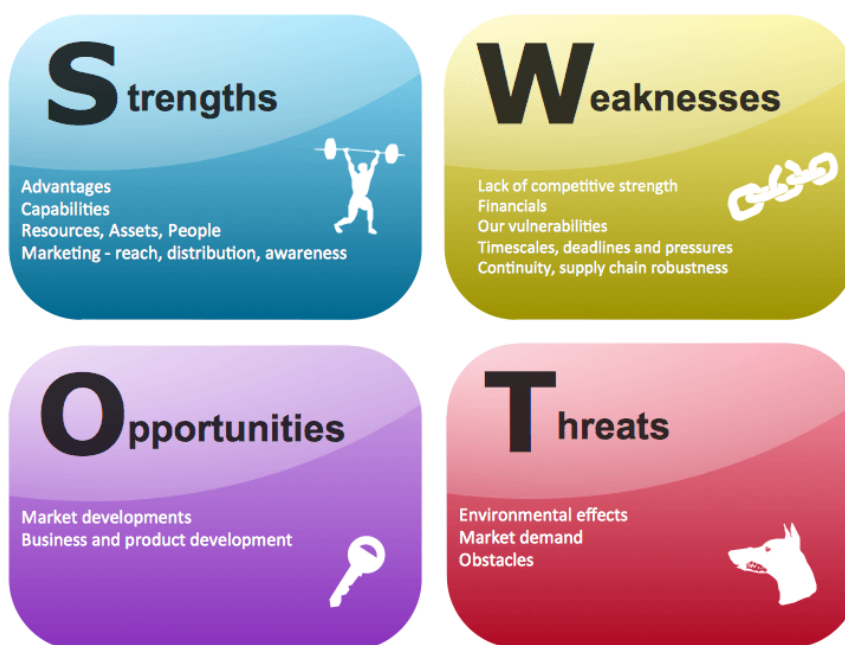 Strengths
Advantages
Capabilities
Resources, Assets, People
Marketing - reach, distribution, awareness
Weaknesses
Lack of competitive strength
Financials
Our vulnerabilities
Timescales, deadlines and pressures
Continuity, supply chain robustness
Opportunities
Market developments
Business and product development
Threats
Environmental effects
Market demand
Obstacles